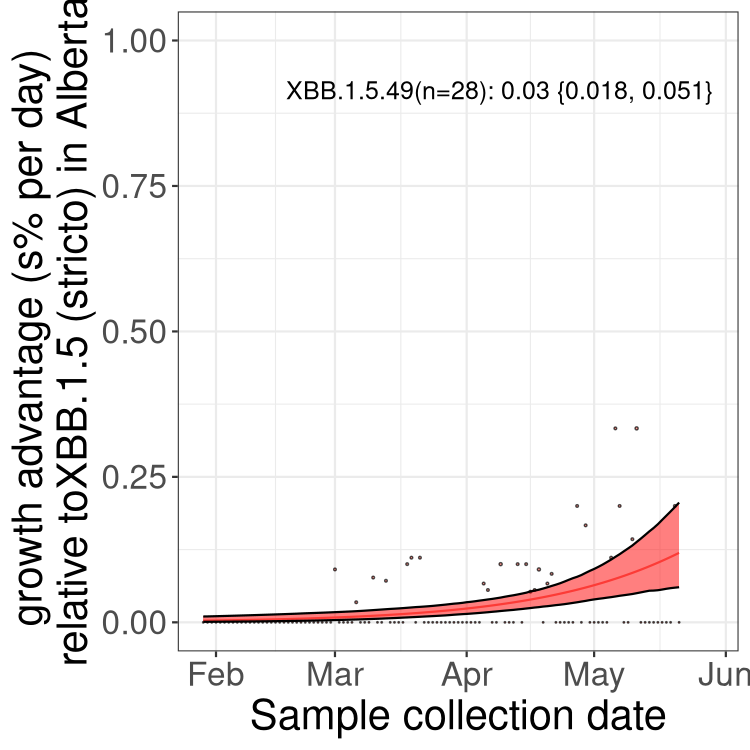 growth advantage (s% per day)
relative toXBB.1.5 (stricto) in Alberta
1.00
0.75
0.50
0.25
0.00
XBB.1.5.49(n=28): 0.03 {0.018, 0.051}
Feb Mar Apr May Jun
Sample collection date